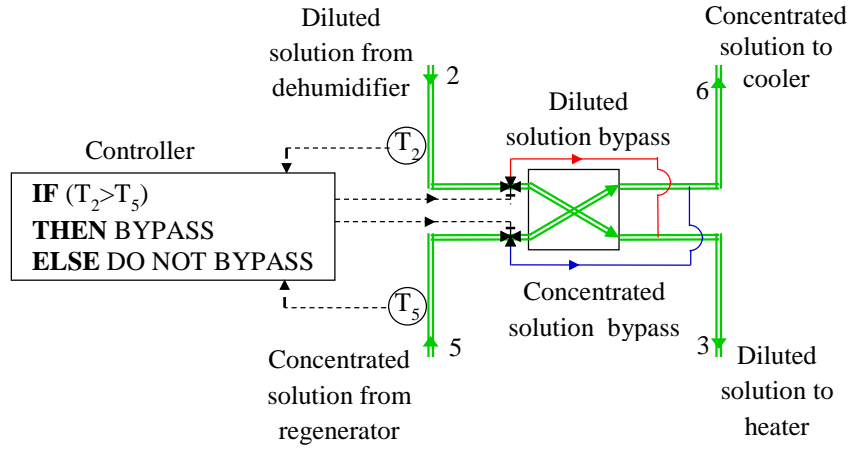 Diluted
solution from
dehumidifier
2
Concentrated
solution to
cooler
6
Diluted
solution bypass
Controller
T2
IF (T2>T5)
THEN BYPASS
ELSE DO NOT BYPASS
T5
Concentrated
solution bypass
5
Concentrated
solution from
regenerator
3
Diluted
solution to
heater